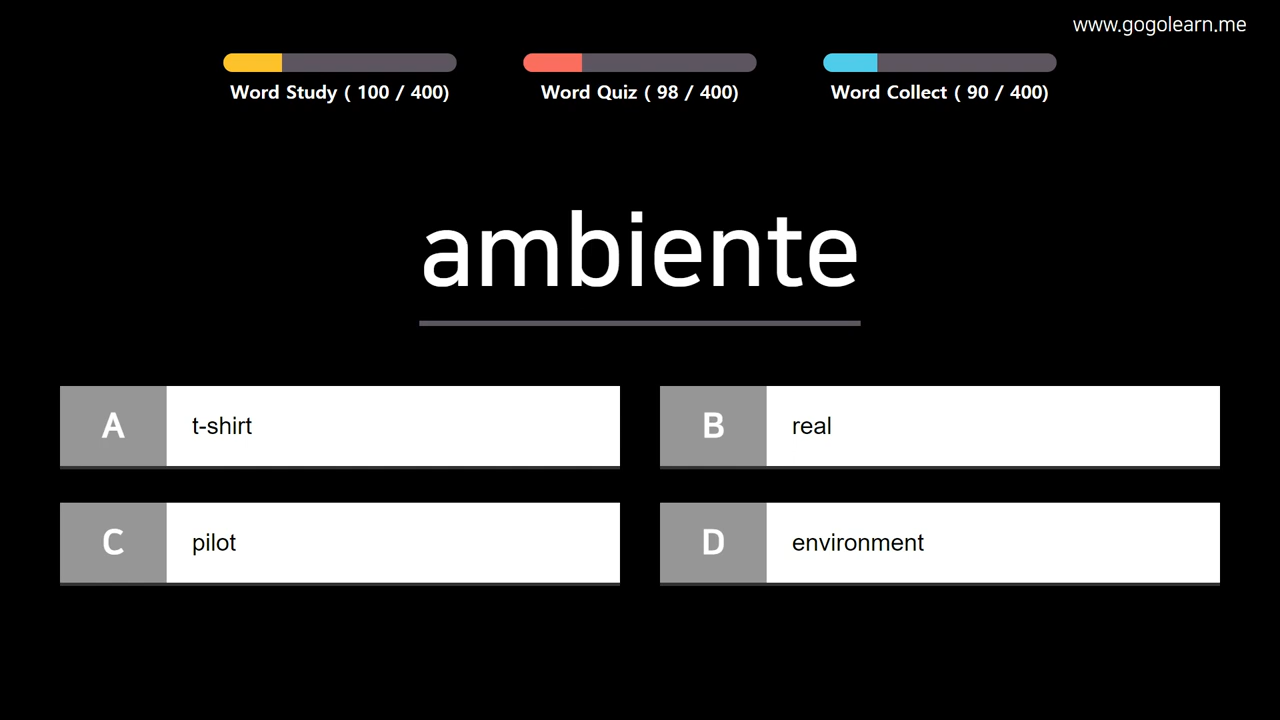 www.gogolearn.me
Word Study ( 100 / 400)
Word Quiz ( 98 / 400)
Word Collect ( 90 / 400)
ambiente
A t-shirt
B real
C pilot
D environment